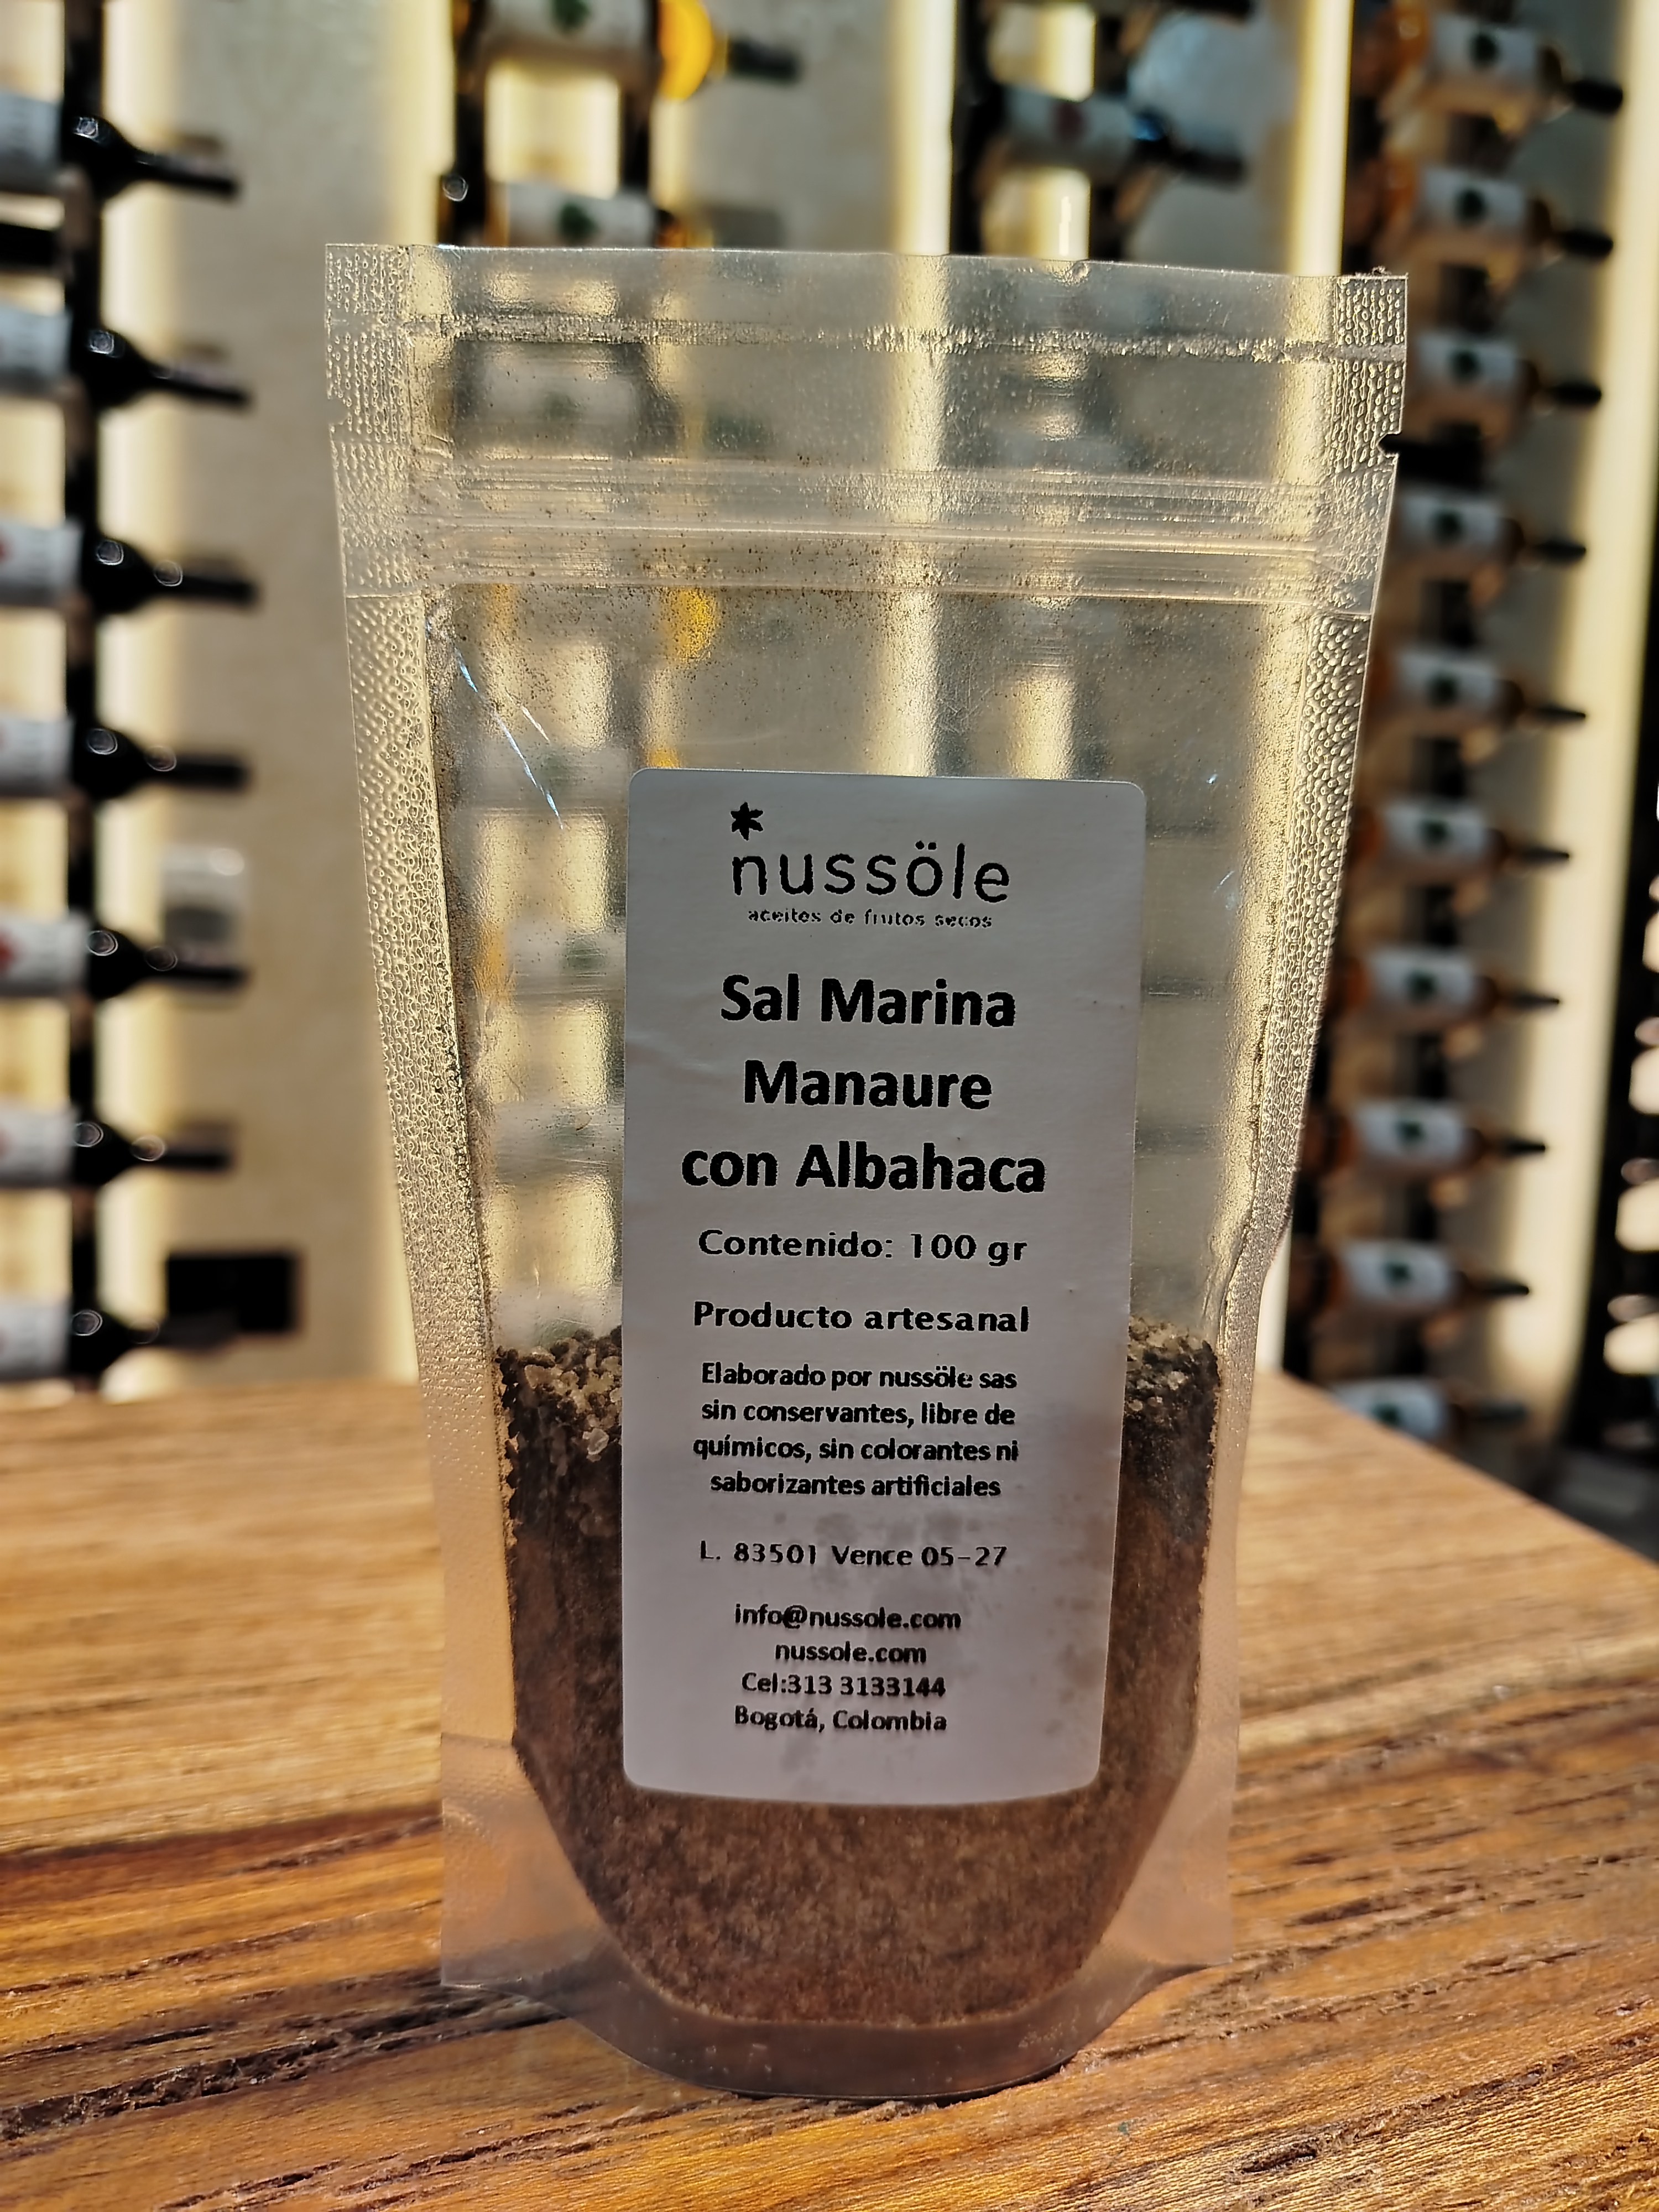 nussöle
aceites de frutos secos
Sal Marina
Manaure
con Albahaca
Contenido: 100 gr
Producto artesanal
Elaborado por nussöle sas
sin conservantes, libre de
químicos, sin colorantes ni
saborizantes artificiales
L. 83501 Vence 05-27
info@nussole.com
nussole.com
Cel:313 3133144
Bogotá, Colombia